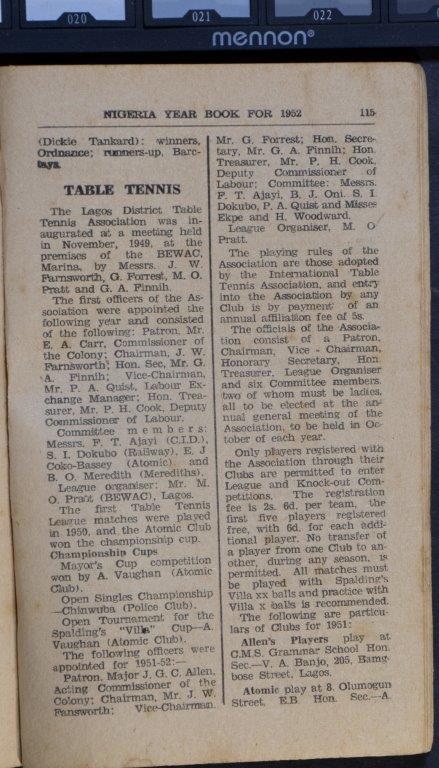 020
021
022
mennon®
NIGERIA YEAR BOOK FOR 1952
115
(Dickie Tankard): winners,
Ordnance; runners-up, Barc-
lays.
TABLE TENNIS
The Lagos District Table
Tennis Association was in-
augurated at a meeting held
in November, 1949, at the
premises of the BEWAC,
Marina, by Messrs. J. W.
Farnsworth, G. Forrest, M. O.
Pratt and G. A. Finnih.
The first officers of the As-
sociation were appointed the
following year and consisted
of the following: Patron, Mr.
E. A. Carr, Commissioner of
the Colony; Chairman, J. W.
Farnsworth; Hon. Sec, Mr. G.
A. Finnih; Vice-Chairman,
Mr. P. A. Quist, Labour Ex-
change Manager; Hon. Trea-
surer, Mr. P. H. Cook, Deputy
Commissioner of Labour.
Committee members:
Messrs. F. T. Ajayi (C.I.D.),
S. I. Dokubo (Railway), E. J
Coko-Bassey (Atomic) and
B. O. Meredith (Merediths).
League organiser: Mr. M.
O. Pratt (BEWAC), Lagos.
The first Table Tennis
League matches were played
in 1950, and the Atomic Club
won the championship cup.
Championship Cups
Mayor's Cup competition
won by A. Vaughan (Atomic
Club).
Open Singles Championship
—Chinwuba (Police Club).
Open Tournament for the
Spalding's "Villa" Cup—A.
Vaughan (Atomic Club).
The following officers were
appointed for 1951-52:—
Patron, Major J. G. C. Allen,
Acting Commissioner of the
Colony; Chairman, Mr. J. W.
Fansworth; Vice-Chairman.
Mr. G. Forrest; Hon. Secre-
tary, Mr. G. A. Finnih; Hon.
Treasurer, Mr. P. H. Cook,
Deputy Commissioner of
Labour; Committee: Messrs.
F. T. Ajayi, B. J. Oni. S. I.
Dokubo, P. A. Quist and Misses
Ekpe and H. Woodward.
League Organiser, M. O
Pratt.
The playing rules of the
Association are those adopted
by the International Table
Tennis Association, and entry
into the Association by any
Club is by payment of an
annual affiliation fee of 5s.
The officials of the Associa-
tion consist of a Patron,
Chairman, Vice - Chairman,
Honorary Secretary, Hon
Treasurer, League Organiser
and six Committee members.
two of whom must be ladies,
all to be elected at the an-
nual general meeting of the
Association, to be held in Oc-
tober of each year.
Only players registered with
the Association through their
Clubs are permitted to enter
League and Knock-out Com-
petitions. The registration
fee is 2s. 6d. per team, the
first five players registered
free, with 6d. for each addi-
tional player. No transfer of
a player from one Club to an-
other, during any season, is
permitted. All matches must
be played with Spalding's
Villa xx balls and practice with
Villa x balls is recommended.
The following are particu-
lars of Clubs for 1951:
Allen's Players play at
C.M.S. Grammar School Hon.
Sec.—V. A. Banjo, 205, Bamg-
bose Street, Lagos.
Atomic play at 8. Olumogun
Street, E.B Hon. Sec.—A.